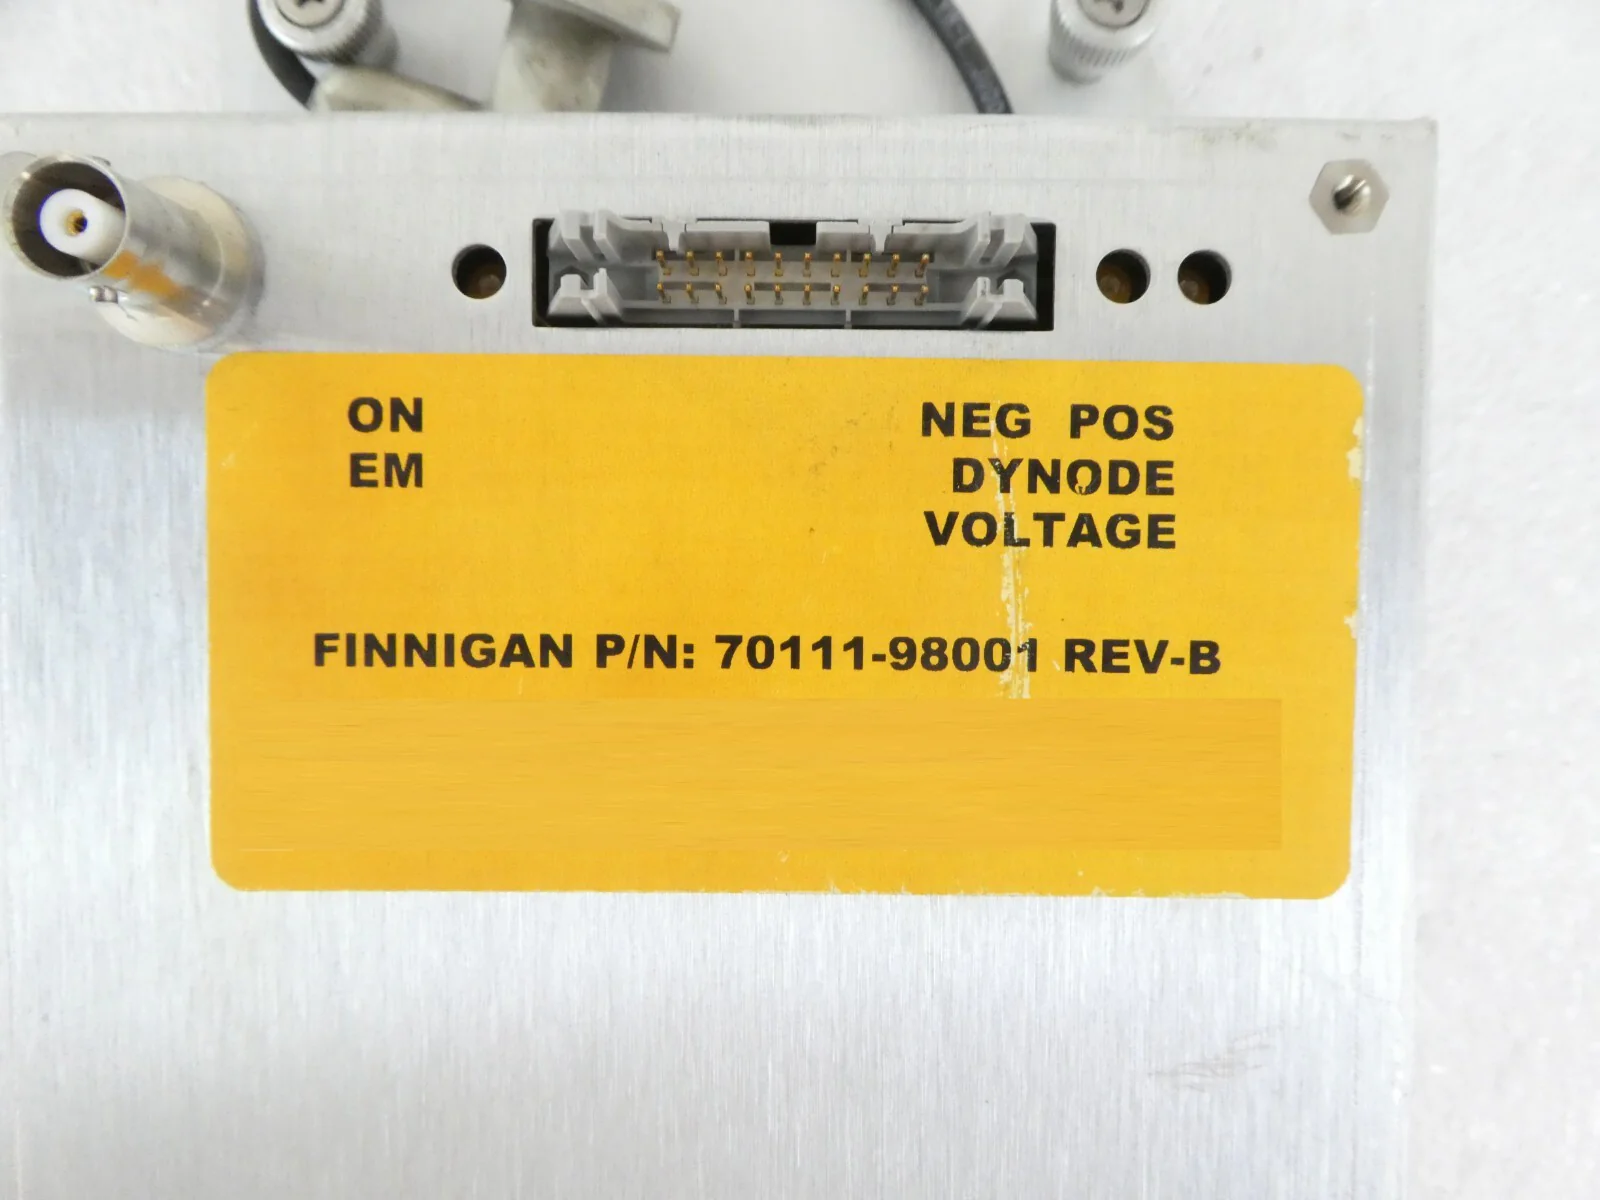 ON
EM
NEG POS
DYNODE
VOLTAGE
FINNIGAN P/N: 70111-98001 REV-B